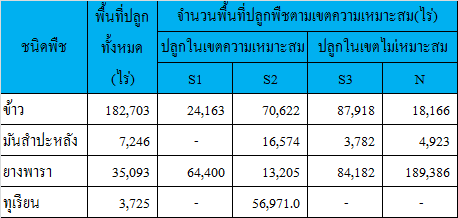 ชนิดพืช พื้นที่ปลูกทั้งหมด (ไร่) จำนวนพื้นที่ปลูกพืชตามเขตความเหมาะสม(ไร่)
ปลูกในเขตความเหมาะสม ปลูกในเขตไม่เหมาะสม
S1 S2 S3 N
ข้าว 182,703 24,163 70,622 87,918 18,166
มันสำปะหลัง 7,246 - 16,574 3,782 4,923
ยางพารา 35,093 64,400 13,205 84,182 189,386
ทุเรียน 3,725 - 56,971.0 - -